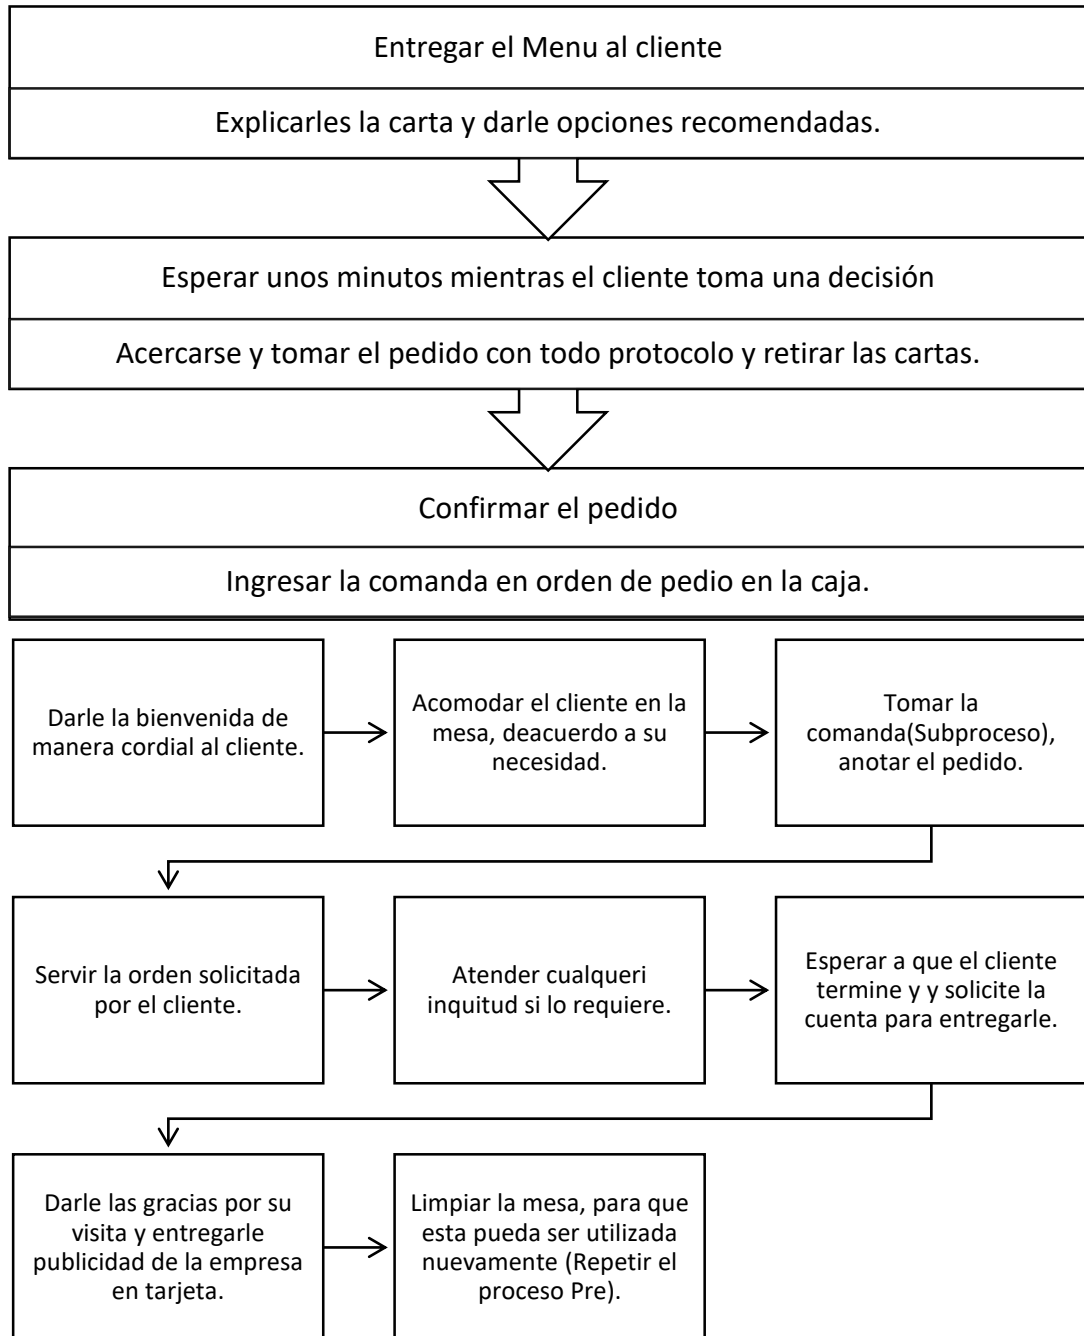 Entregar el Menu al cliente
Explicarles la carta y darle opciones recomendadas.
Esperar unos minutos mientras el cliente toma una decisión
Acercarse y tomar el pedido con todo protocolo y retirar las cartas.
Confirmar el pedido
Ingresar la comanda en orden de pedio en la caja.
Darle la bienvenida de
manera cordial al cliente.
Acomodar el cliente en la
mesa, deacuerdo a su
necesidad.
Tomar la
comanda(Subproceso),
anotar el pedido.
Servir la orden solicitada
por el cliente.
Atender cualqueri
inquitud si lo requiere.
Esperar a que el cliente
termine y y solicite la
cuenta para entregarle.
Darle las gracias por su
visita y entregarle
publicidad de la empresa
en tarjeta.
Limpiar la mesa, para que
esta pueda ser utilizada
nuevamente (Repetir el
proceso Pre).